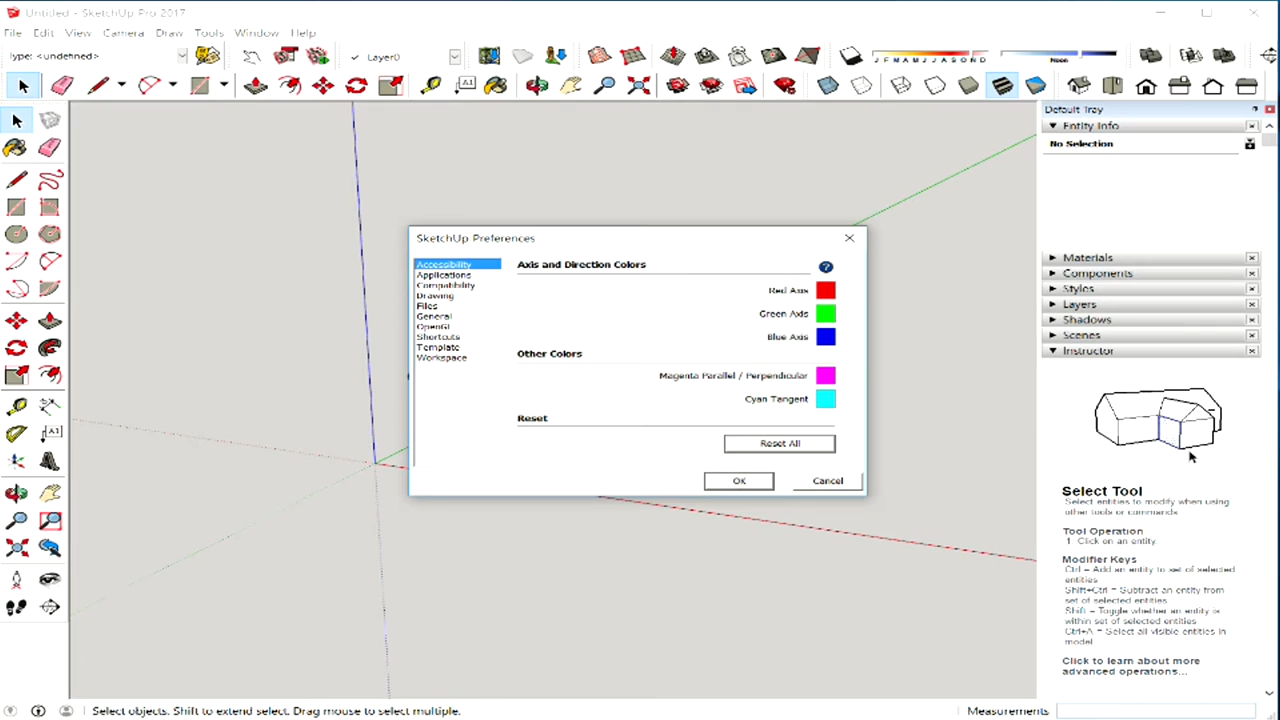 Untitled - SketchUp Pro 2017
File Edit View Camera Draw Tools Window Help
Type: <undefined>
Layer0
J F M A M J J A S O N D
Noon
A1
Default Tray
Entity Info
No Selection
SketchUp Preferences
Accessibility
Applications
Compatibility
Drawing
Files
General
OpenGL
Shortcuts
Template
Workspace
Axis and Direction Colors
Red Axis
Green Axis
Blue Axis
Other Colors
Magenta Parallel / Perpendicular
Cyan Tangent
Reset
Reset All
OK
Cancel
Materials
Components
Styles
Layers
Shadows
Scenes
Instructor
A1
Select Tool
Select entities to modify when using
other tools or commands
Tool Operation
1. Click on an entity.
Modifier Keys
Ctrl = Add an entity to set of selected
entities
Shift+Ctrl = Subtract an entity from
set of selected entities
Shift = Toggle whether an entity is
within set of selected entities
Ctrl+A = Select all visible entities in
model
Click to learn about more
advanced operations...
Select objects. Shift to extend select. Drag mouse to select multiple.
Measurements